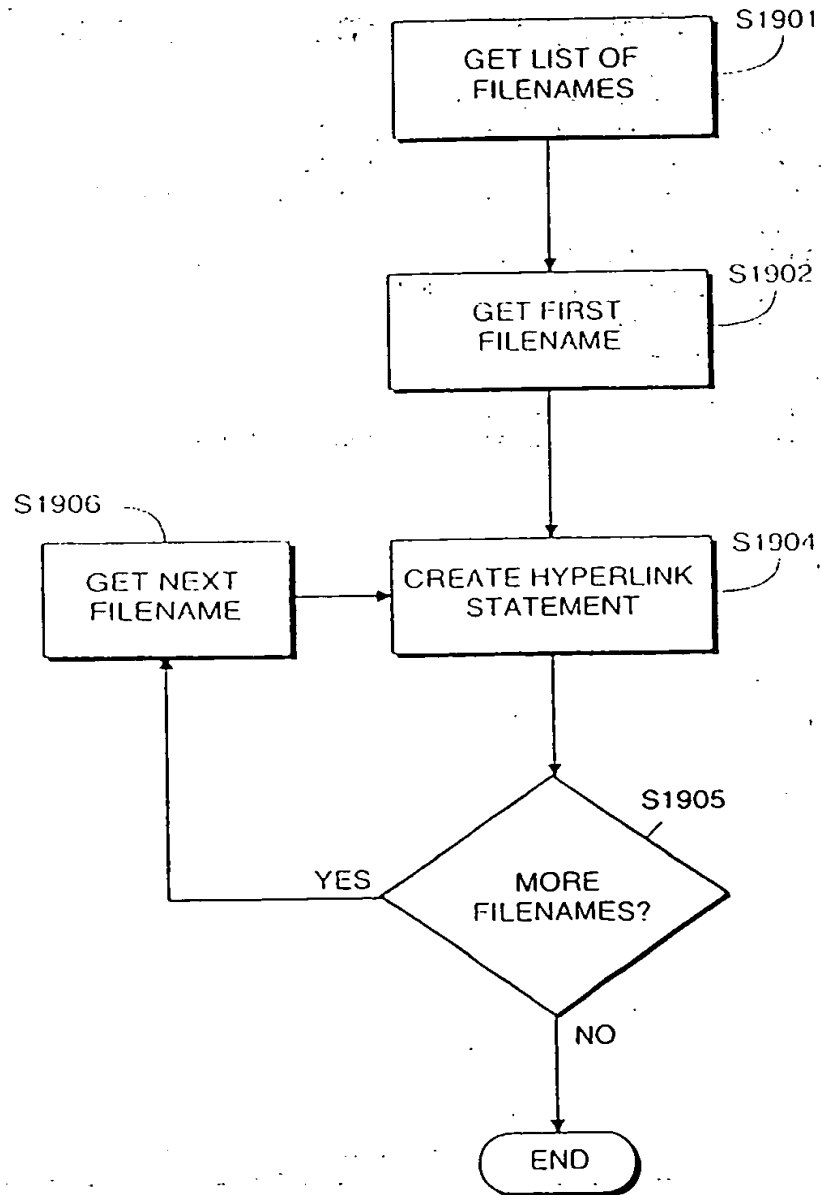 S1901
GET LIST OF
FILENAMES
S1902
GET FIRST
FILENAME
S1906
GET NEXT
FILENAME
S1904
CREATE HYPERLINK
STATEMENT
S1905
YES
MORE
FILENAMES?
NO
END